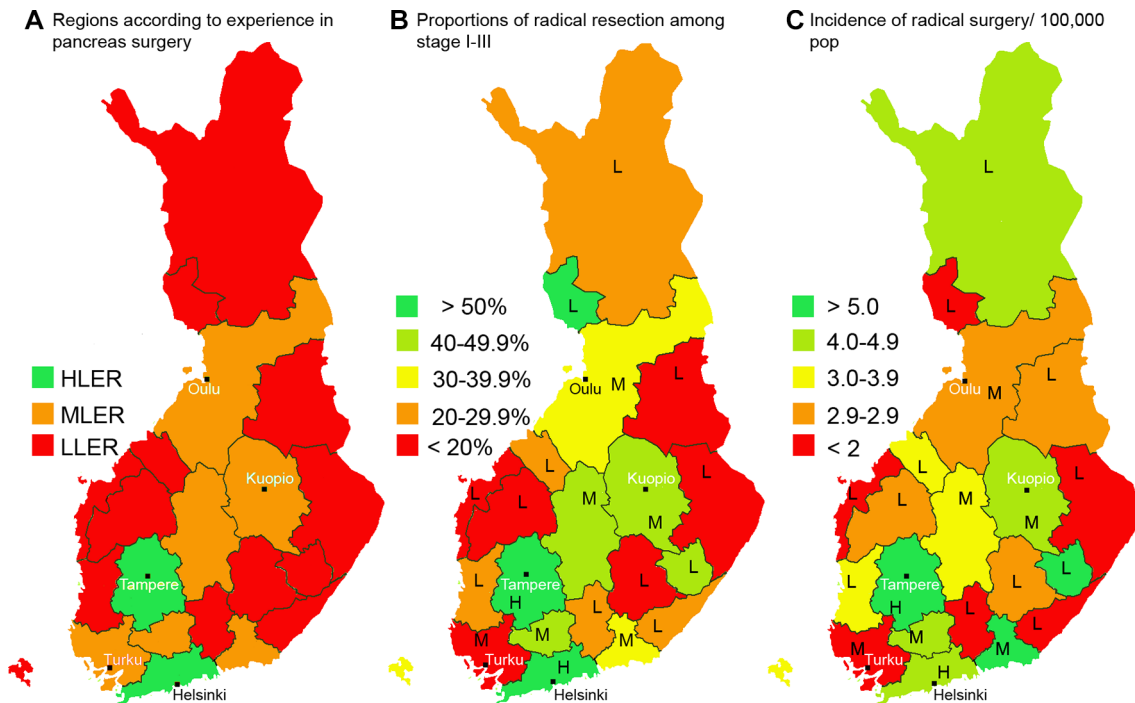 A Regions according to experience in
pancreas surgery
HLER
MLER
LLER
Oulu
Kuopio
Tampere
Turku
Helsinki
B Proportions of radical resection among
stage I-III
> 50%
40-49.9%
30-39.9%
20-29.9%
< 20%
L
L
Oulu
M
L
L
L
L
L
M
Kuopio
M
L
L
Tampere
H
L
L
L
M
M
M
L
Turku
H
Helsinki
C Incidence of radical surgery/ 100,000
pop
> 5.0
4.0-4.9
3.0-3.9
2.9-2.9
< 2
L
L
Oulu
M
L
L
L
L
M
Kuopio
M
L
L
Tampere
H
L
L
L
M
M
M
L
Turku
H
Helsinki